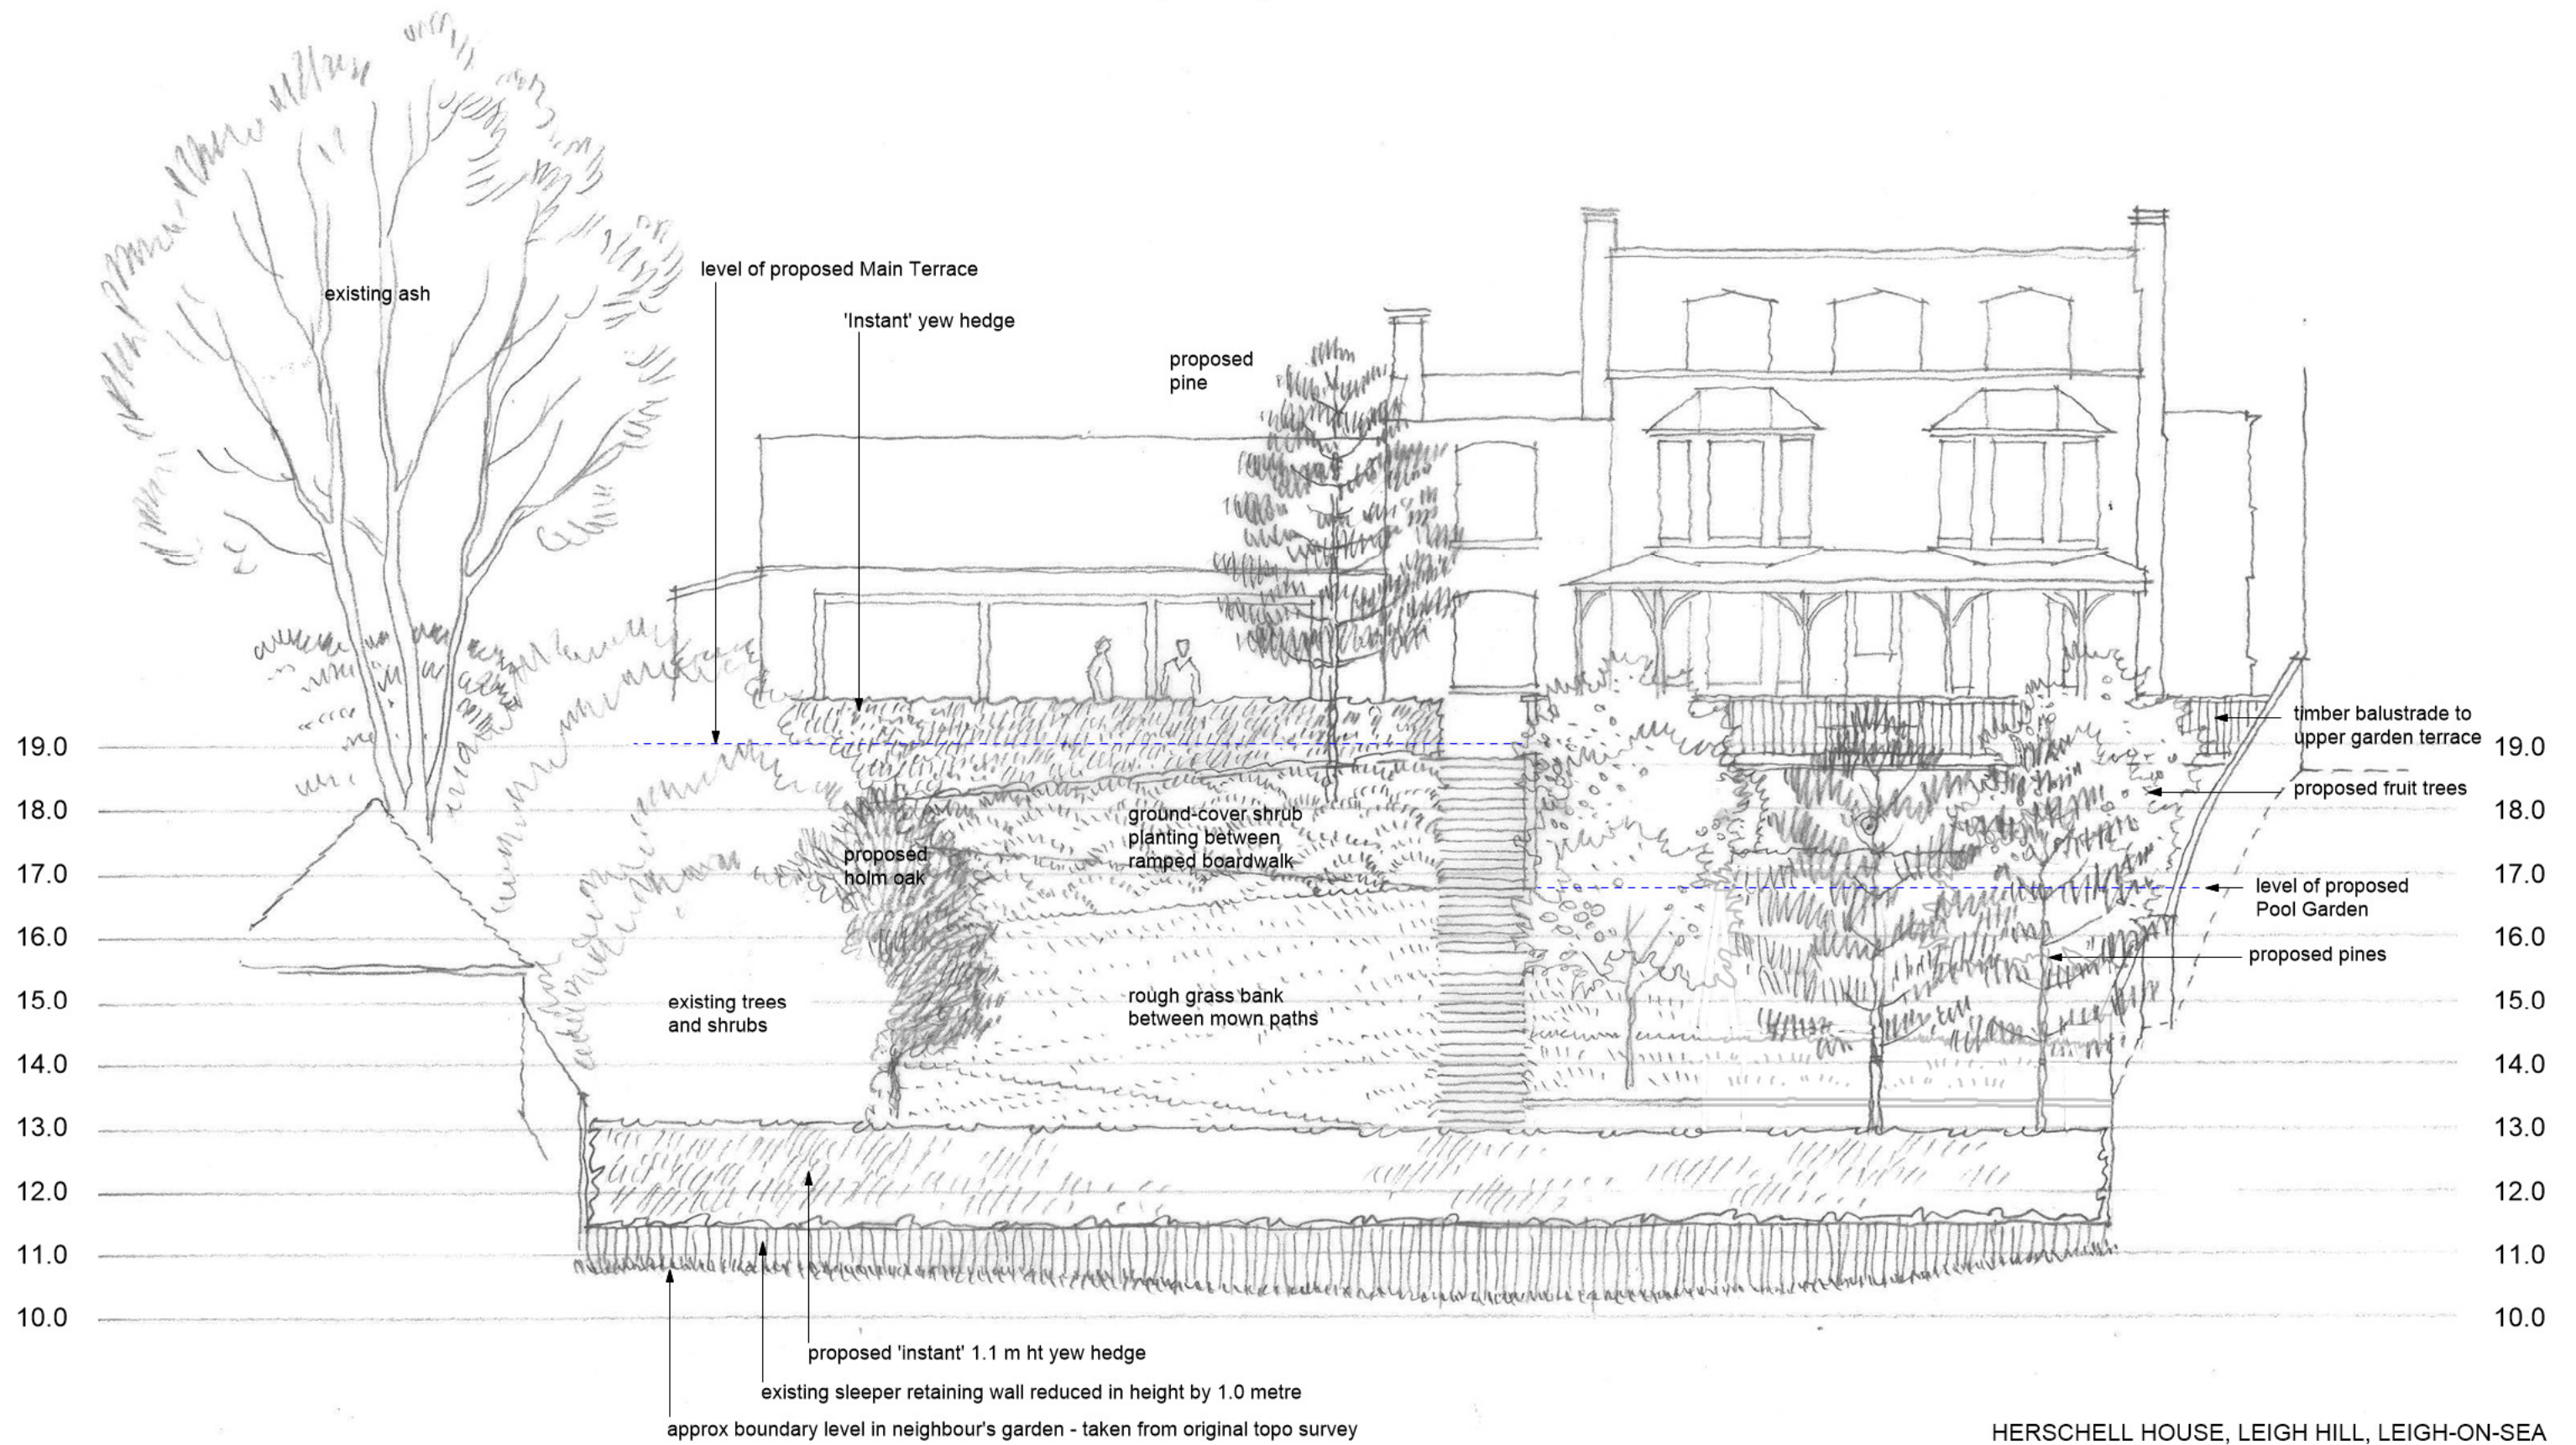 level of proposed Main Terrace
existing ash
'Instant' yew hedge
proposed
pine
timber balustrade to
upper garden terrace
19.0
19.0
proposed fruit trees
18.0
18.0
ground-cover shrub
planting between
ramped boardwalk
proposed
holm oak
17.0
17.0
level of proposed
Pool Garden
16.0
16.0
proposed pines
existing trees
and shrubs
rough grass bank
between mown paths
15.0
15.0
14.0
14.0
13.0
13.0
12.0
12.0
11.0
11.0
10.0
10.0
proposed 'instant' 1.1 m ht yew hedge
existing sleeper retaining wall reduced in height by 1.0 metre
approx boundary level in neighbour's garden - taken from original topo survey
HERSCHELL HOUSE, LEIGH HILL, LEIGH-ON-SEA